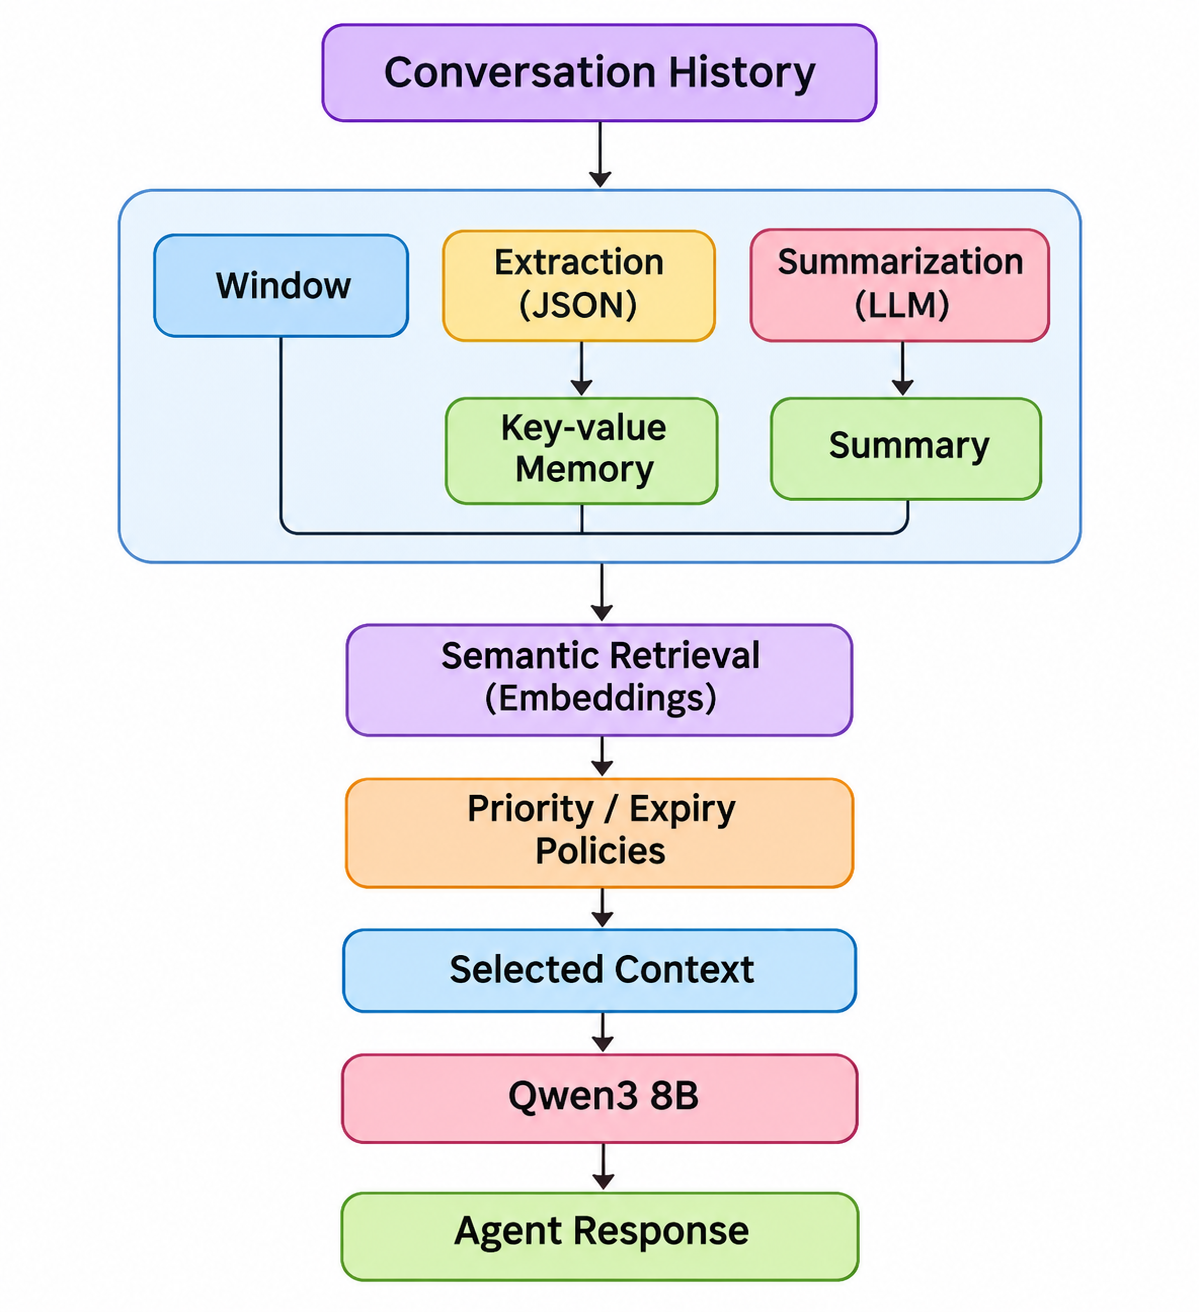 Conversation History
Window
Extraction
(JSON)
Summarization
(LLM)
Key-value
Memory
Summary
Semantic Retrieval
(Embeddings)
Priority / Expiry
Policies
Selected Context
Qwen3 8B
Agent Response